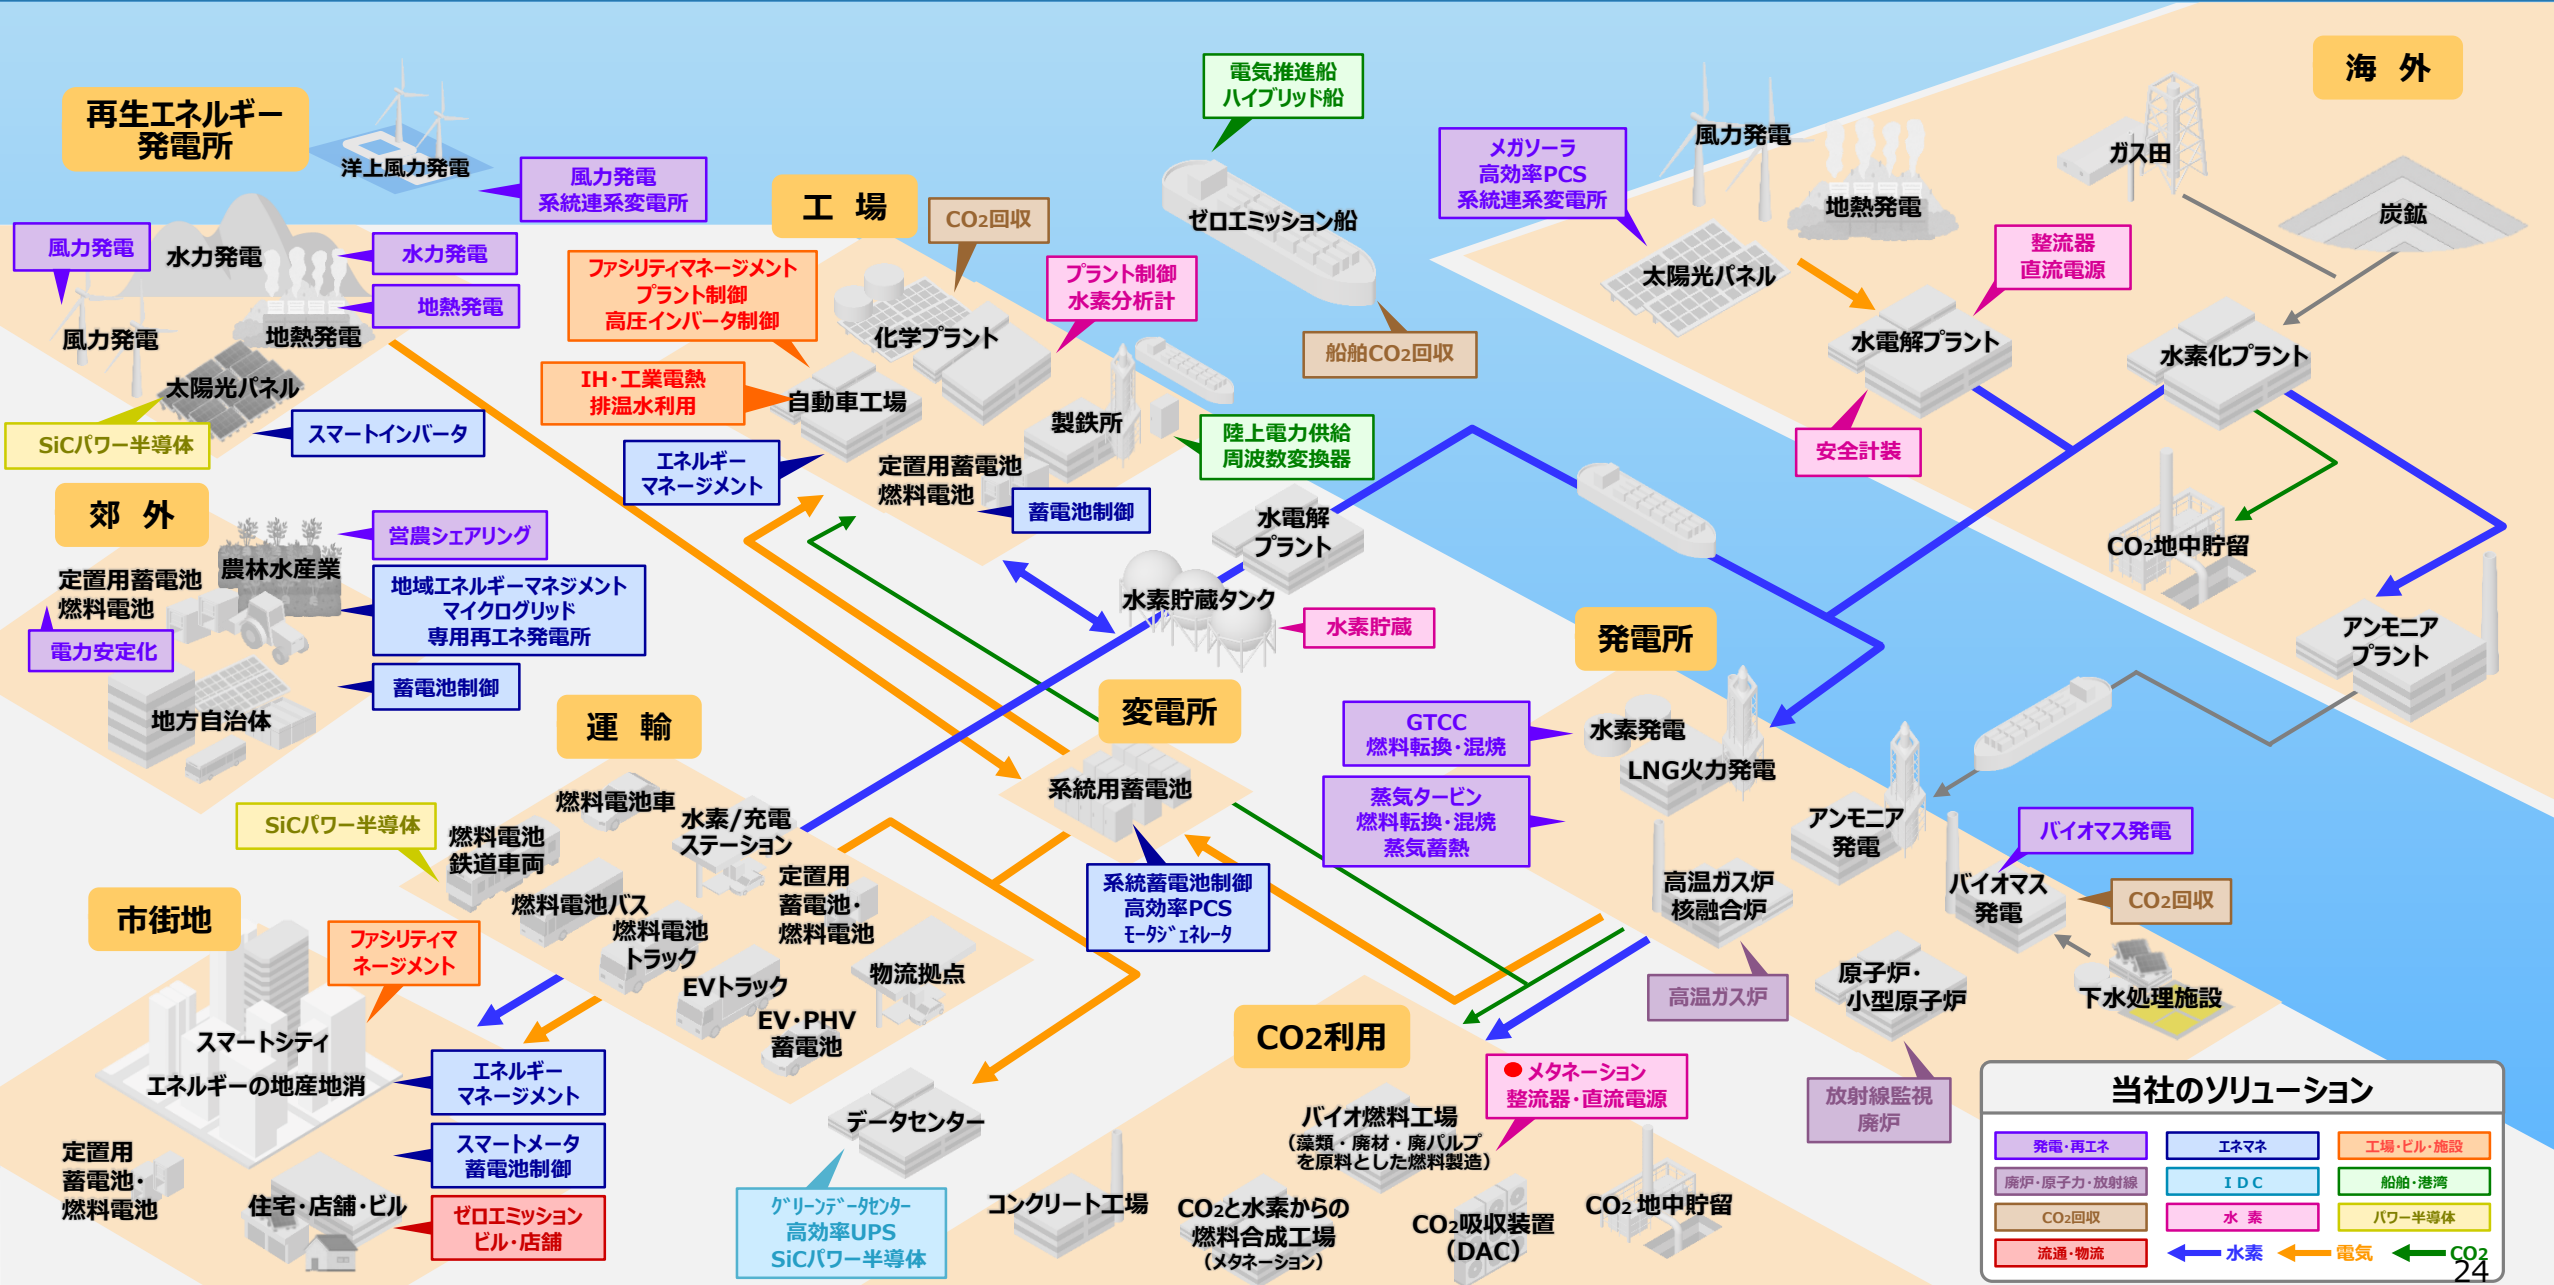 再生エネルギー
発電所
洋上風力発電
風力発電
系統連系変電所
風力発電
水力発電
水力発電
地熱発電
風力発電
地熱発電
太陽光パネル
SiCパワー半導体
スマートインバータ
工 場
CO2回収
ファシリティマネージメント
プラント制御
高圧インバータ制御
プラント制御
水素分析計
化学プラント
IH・工業電熱
排温水利用
自動車工場
製鉄所
エネルギー
マネージメント
定置用蓄電池
燃料電池
蓄電池制御
陸上電力供給
周波数変換器
電気推進船
ハイブリッド船
ゼロエミッション船
船舶CO2回収
海 外
メガソーラ
高効率PCS
系統連系変電所
風力発電
地熱発電
太陽光パネル
ガス田
炭鉱
整流器
直流電源
水電解プラント
水素化プラント
安全計装
CO2地中貯留
アンモニア
プラント
郊 外
営農シェアリング
農林水産業
定置用蓄電池
燃料電池
地域エネルギーマネジメント
マイクログリッド
専用再エネ発電所
電力安定化
蓄電池制御
地方自治体
水電解
プラント
水素貯蔵タンク
水素貯蔵
運 輸
燃料電池車
水素/充電
ステーション
SiCパワー半導体
燃料電池
鉄道車両
定置用
蓄電池・
燃料電池
燃料電池バス
燃料電池
トラック
EVトラック
物流拠点
EV・PHV
蓄電池
変電所
系統用蓄電池
系統蓄電池制御
高効率PCS
ﾓｰﾀｼﾞｪﾈﾚｰﾀ
発電所
GTCC
燃料転換・混焼
水素発電
LNG火力発電
蒸気タービン
燃料転換・混焼
蒸気蓄熱
アンモニア
発電
バイオマス発電
高温ガス炉
核融合炉
バイオマス
発電
CO2回収
高温ガス炉
原子炉・
小型原子炉
下水処理施設
放射線監視
廃炉
市街地
ファシリティマ
ネージメント
スマートシティ
エネルギーの地産地消
エネルギー
マネージメント
スマートメータ
蓄電池制御
定置用
蓄電池・
燃料電池
住宅・店舗・ビル
ゼロエミッション
ビル・店舗
データセンター
ｸﾞﾘｰﾝﾃﾞｰﾀｾﾝﾀｰ
高効率UPS
SiCパワー半導体
CO2利用
メタネーション
整流器・直流電源
バイオ燃料工場
（藻類・廃材・廃パルプ
を原料とした燃料製造）
コンクリート工場
CO2と水素からの
燃料合成工場
（メタネーション）
CO2吸収装置
（DAC）
CO2 地中貯留
当社のソリューション
発電・再エネ
エネマネ
工場・ビル・施設
廃炉・原子力・放射線
ＩＤＣ
船舶・港湾
CO2回収
水 素
パワー半導体
流通・物流
水素
電気
CO2
24